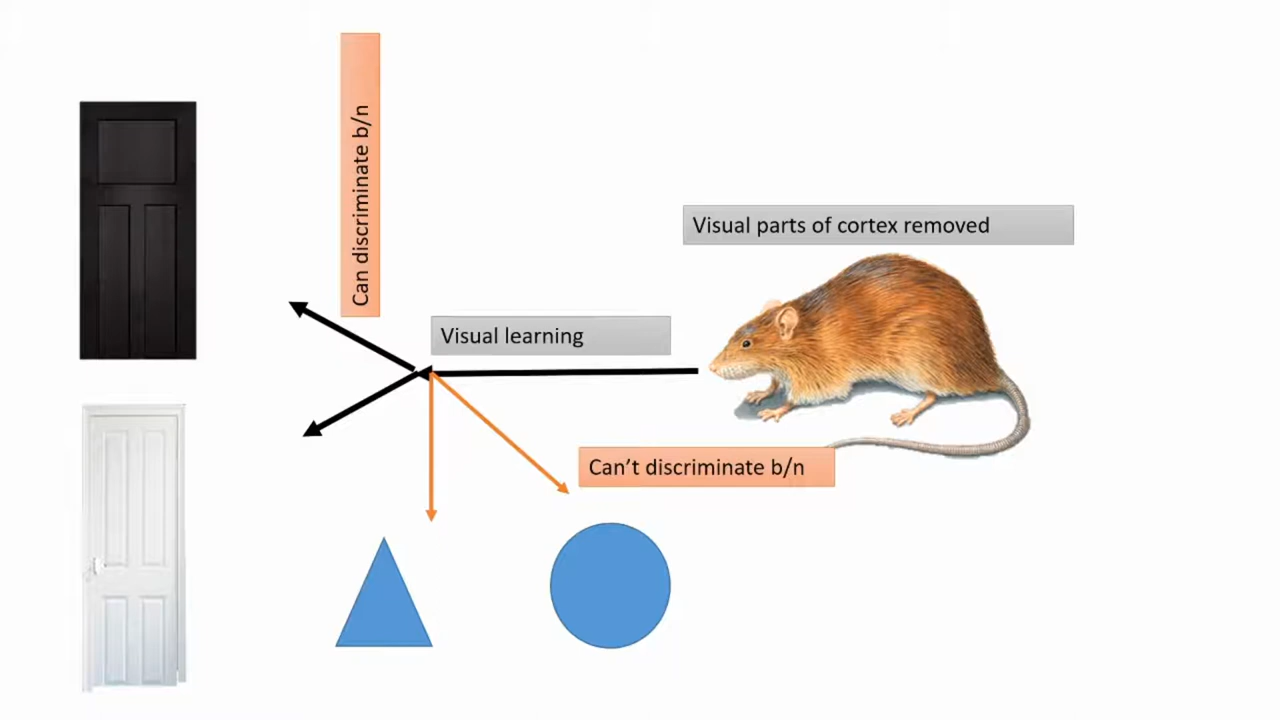 Can discriminate b/n
Visual parts of cortex removed
Visual learning
Can't discriminate b/n